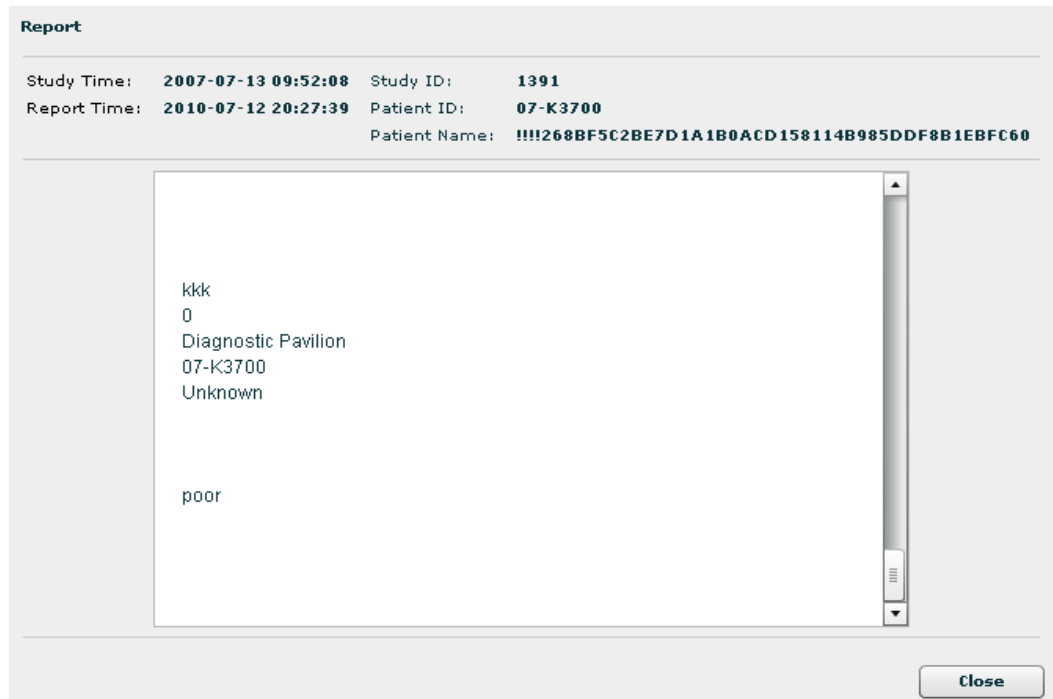 Report
Study Time: 2007-07-13 09:52:08 Study ID: 1391
Report Time: 2010-07-12 20:27:39 Patient ID: 07-K3700
Patient Name: !!!!268BF5C2BE7D1A1B0ACD158114B985DDF8B1EBFC60
kkk
0
Diagnostic Pavilion
07-K3700
Unknown
poor
Close